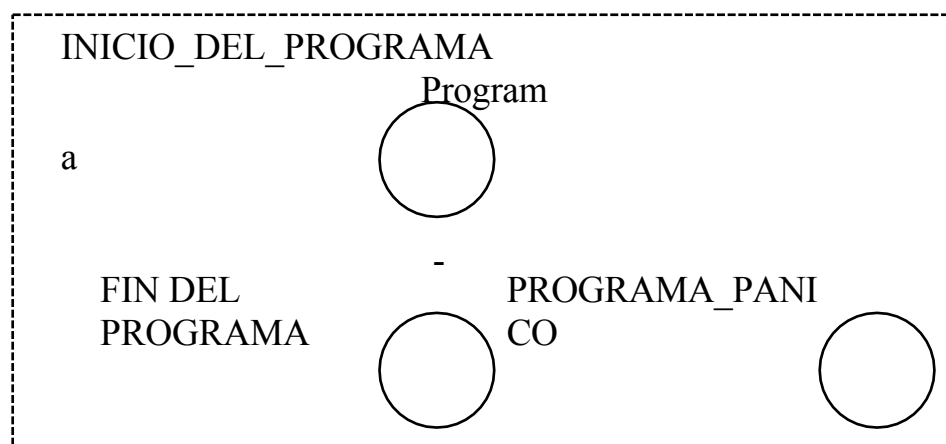 INICIO_DEL_PROGRAMA
Program
a
-
FIN DEL
PROGRAMA
PROGRAMA_PANI
CO